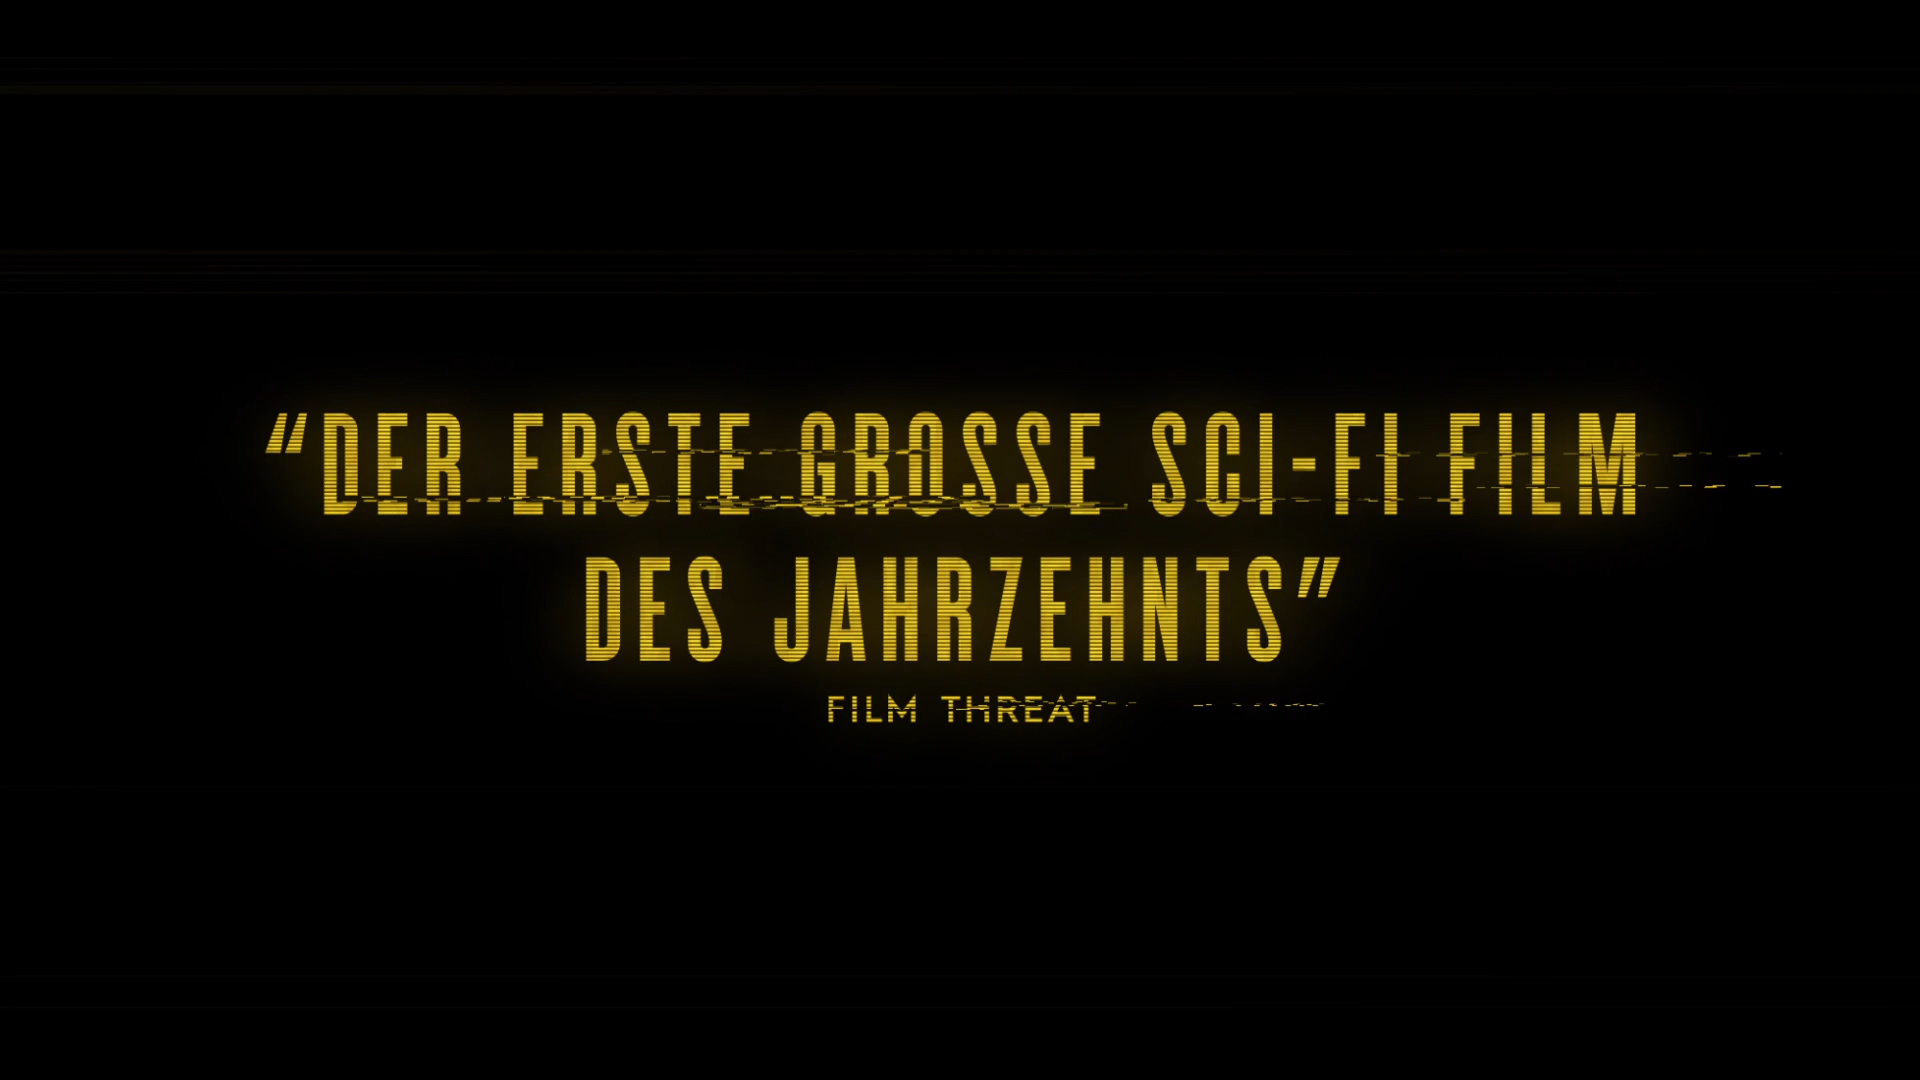 “DER ERSTE GROSSE SCI-FI FILM
DES JAHRZEHNTS”
FILM THREAT